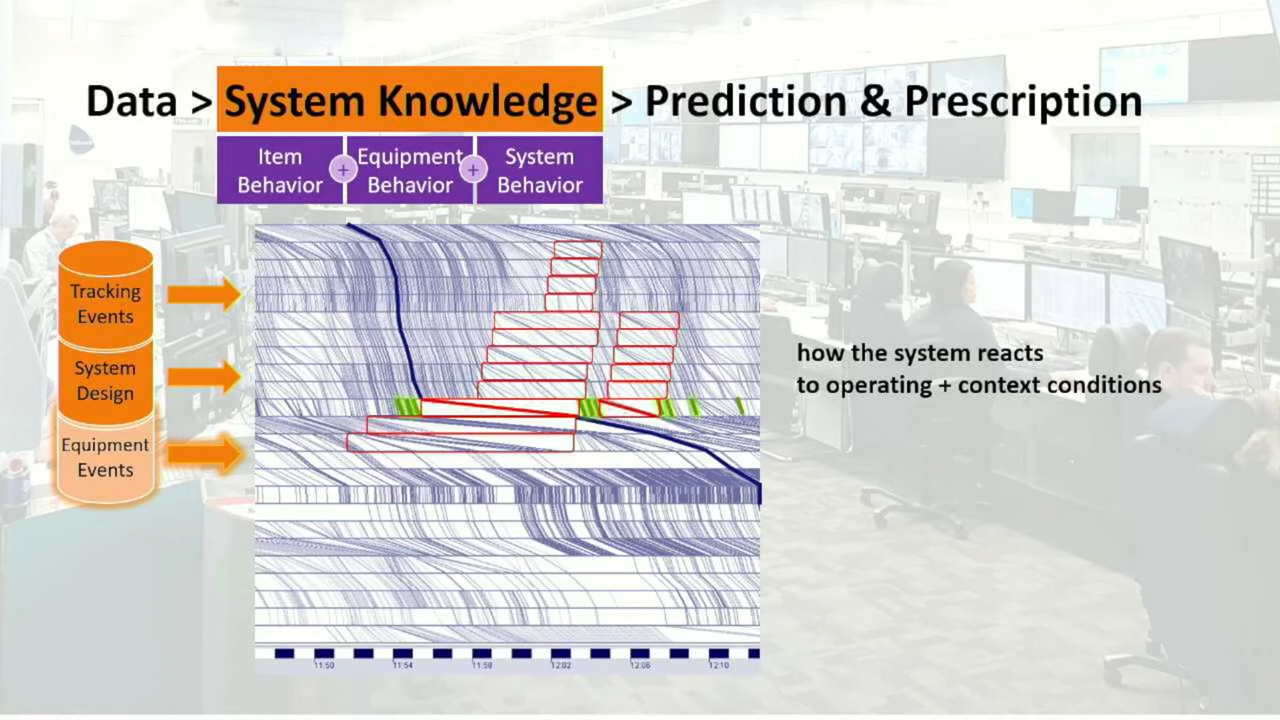 Data > System Knowledge > Prediction & Prescription
Item
Behavior
+
Equipment
Behavior
+
System
Behavior
Tracking
Events
System
Design
Equipment
Events
how the system reacts
to operating + context conditions
11:50 11:54 11:58 12:02 12:06 12:10